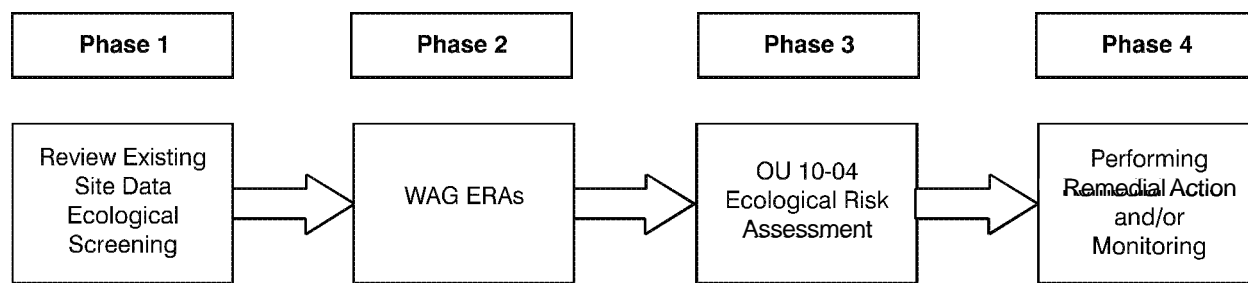 Phase 1
Phase 2
Phase 3
Phase 4
Review Existing
Site Data
Ecological
Screening
WAG ERAs
OU 10-04
Ecological Risk
Assessment
Performing
Remedial Action
and/or
Monitoring